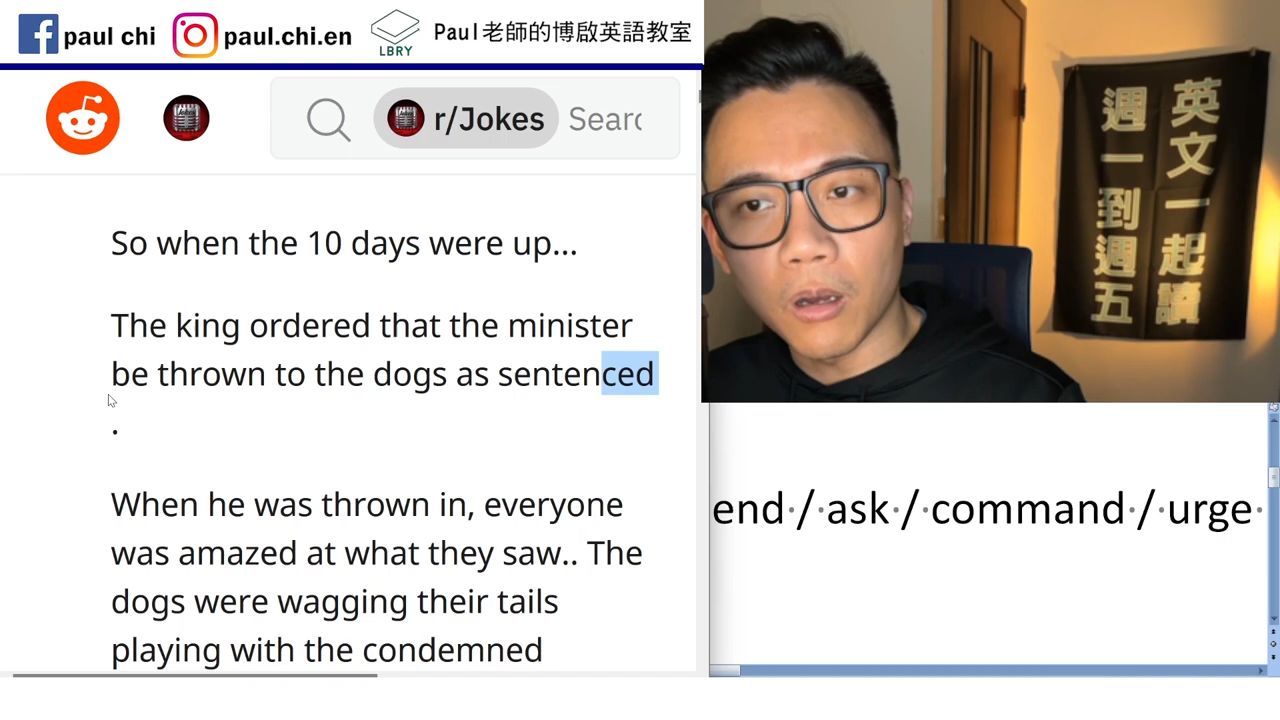 paul chi
paul.chi.en
LBRY
Paul老師的博啟英語教室
r/Jokes
Searc
So when the 10 days were up...
The king ordered that the minister
be thrown to the dogs as sentenced
.
When he was thrown in, everyone
was amazed at what they saw.. The
dogs were wagging their tails
playing with the condemned
英文一起讀
週一到週五
end / ask / command / urge